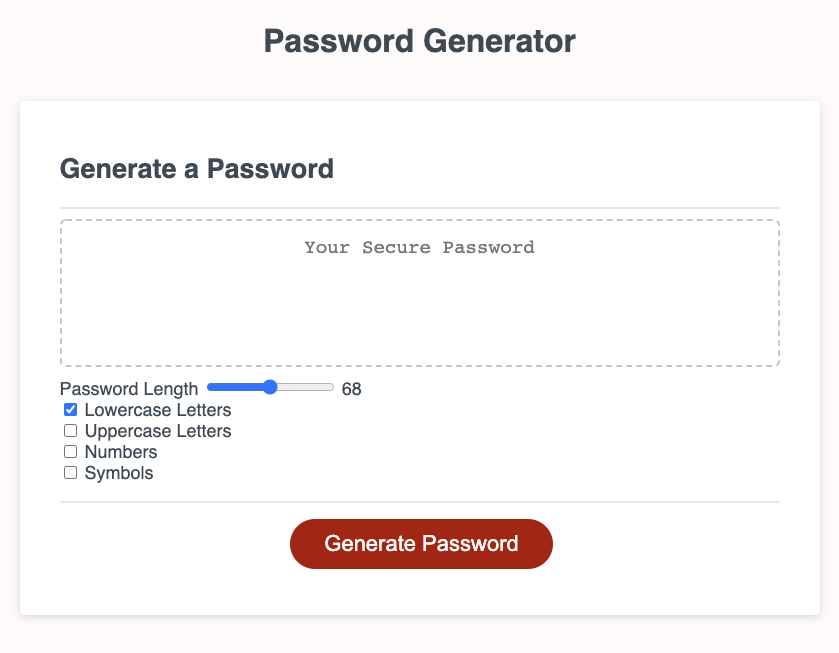 Password Generator
Generate a Password
Your Secure Password
Password Length 68
Lowercase Letters
Uppercase Letters
Numbers
Symbols
Generate Password